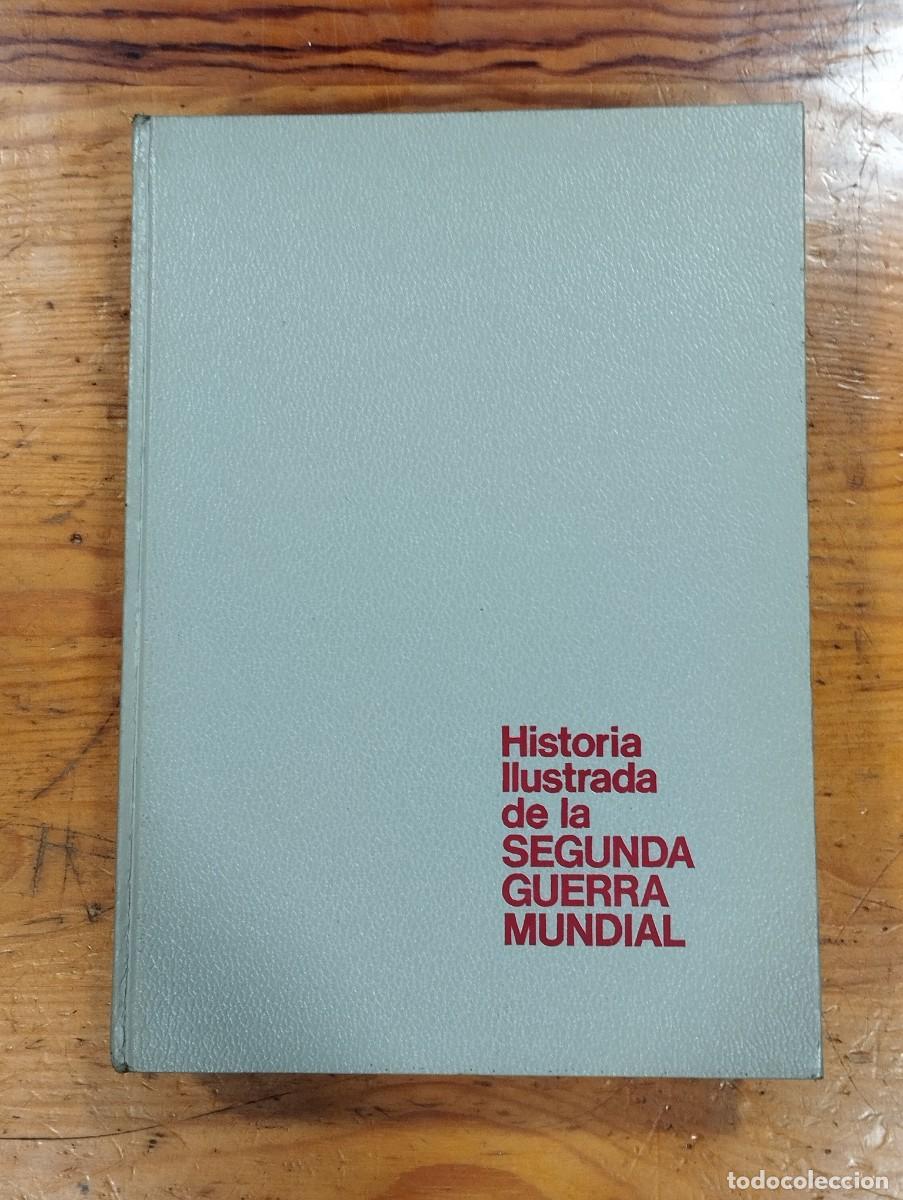 Historia
Ilustrada
de la
SEGUNDA
GUERRA
MUNDIAL
todocoleccion